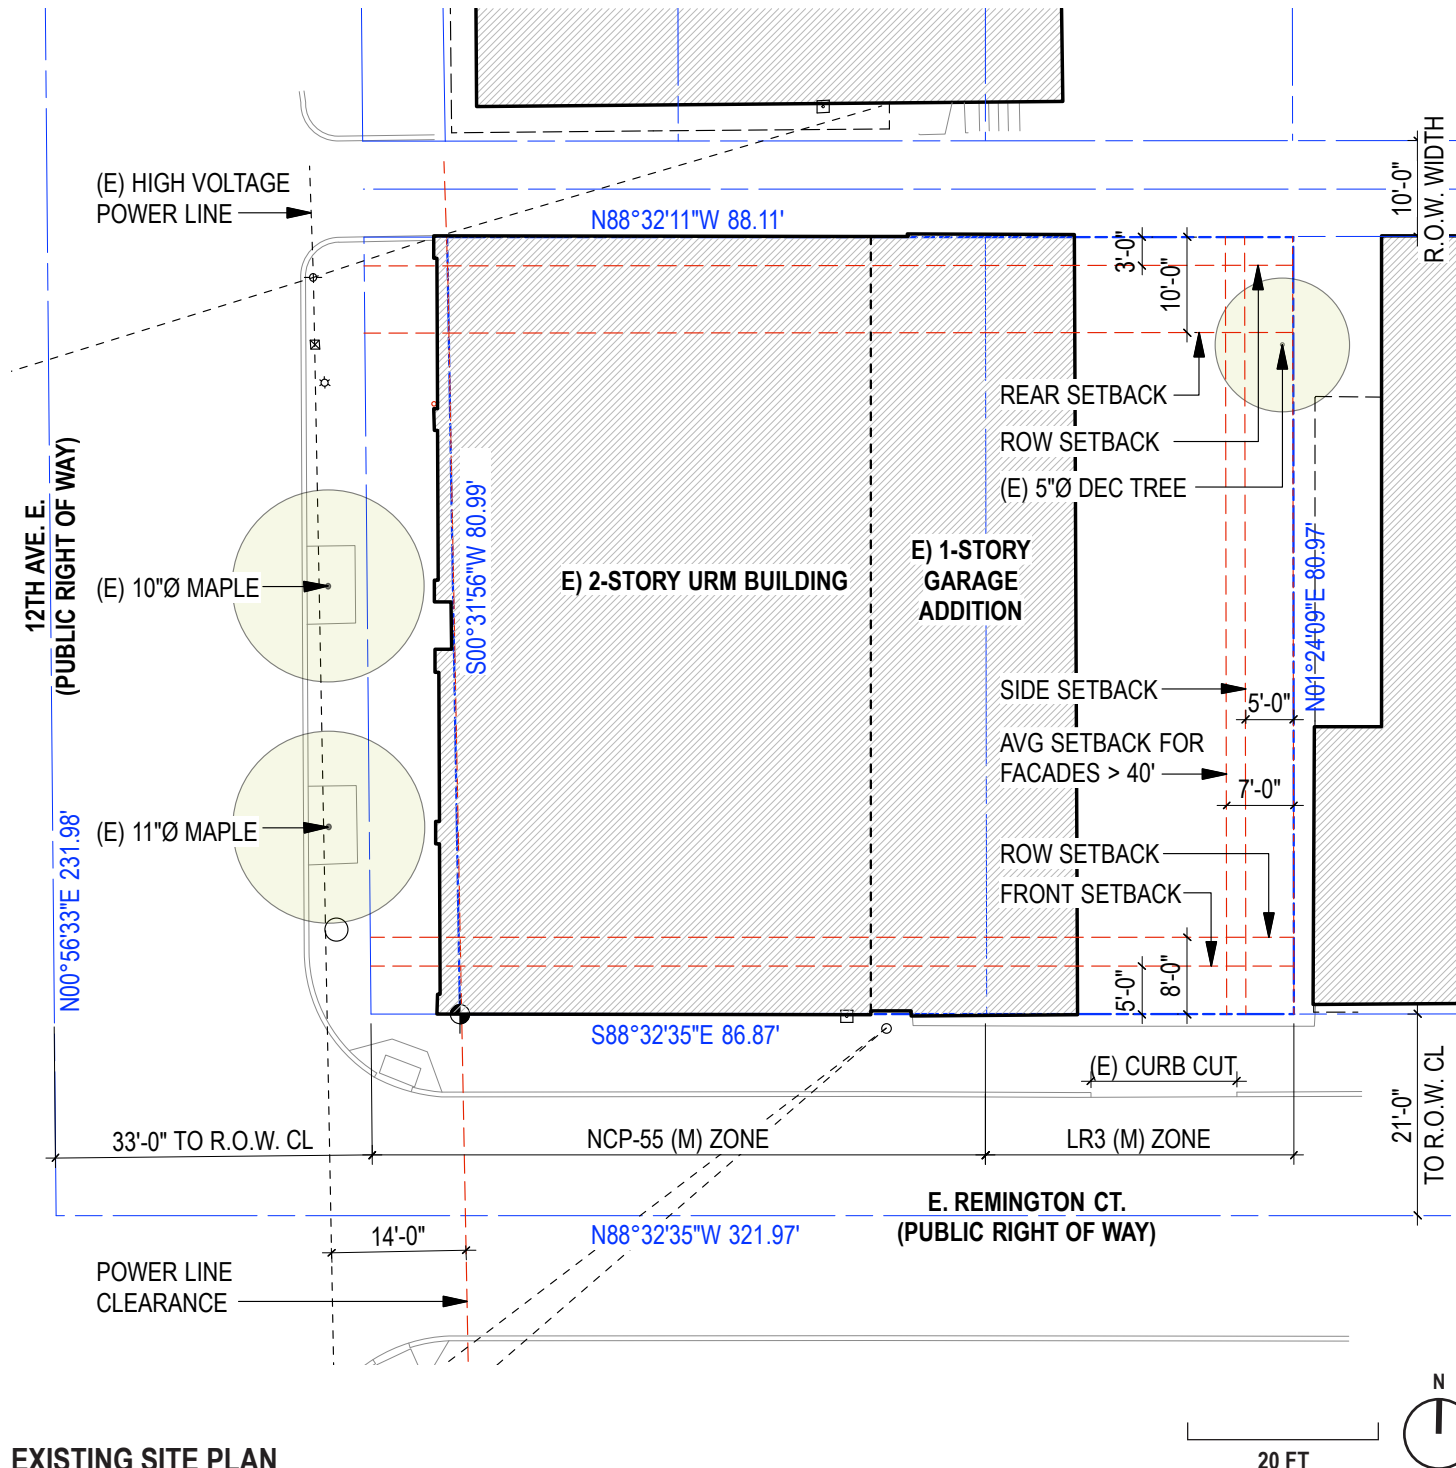 10'-0"
R.O.W. WIDTH
(E) HIGH VOLTAGE
POWER LINE
N88°32'11"W 88.11'
3'-0"
10'-0"
REAR SETBACK
ROW SETBACK
(E) 5"Ø DEC TREE
12TH AVE. E.
(PUBLIC RIGHT OF WAY)
S00°31'56"W 80.99'
(E) 10"Ø MAPLE
E) 2-STORY URM BUILDING
E) 1-STORY
GARAGE
ADDITION
N01°24'09"E 80.97'
SIDE SETBACK
5'-0"
AVG SETBACK FOR
FACADES > 40'
7'-0"
(E) 11"Ø MAPLE
N00°56'33"E 231.98'
ROW SETBACK
FRONT SETBACK
5'-0"
8'-0"
S88°32'35"E 86.87'
(E) CURB CUT
21'-0"
TO R.O.W. CL
33'-0" TO R.O.W. CL
NCP-55 (M) ZONE
LR3 (M) ZONE
E. REMINGTON CT.
(PUBLIC RIGHT OF WAY)
N88°32'35"W 321.97'
14'-0"
POWER LINE
CLEARANCE
N
20 FT
EXISTING SITE PLAN